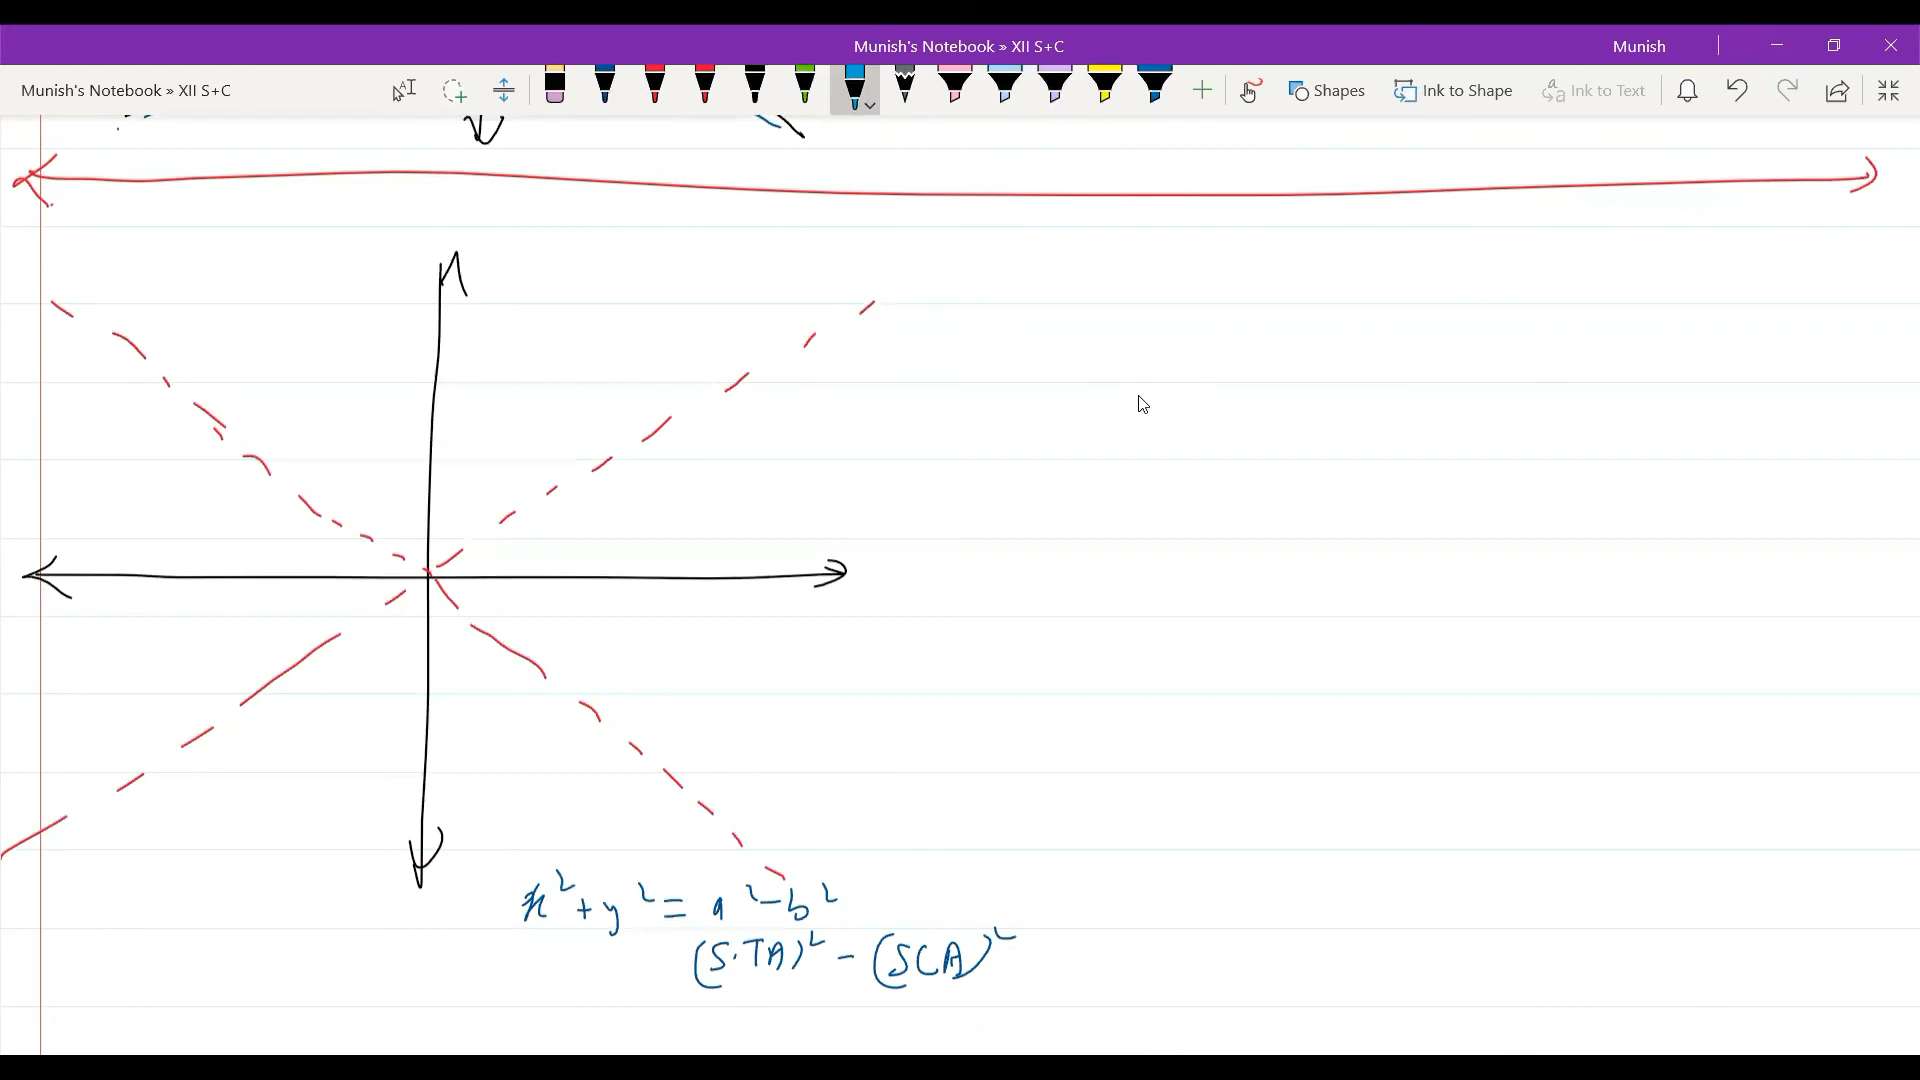 Munish's Notebook » XII S+C
Munish
Munish's Notebook » XII S+C
Shapes
Ink to Shape
Ink to Text
x² + y² = a² - b²
(S.TA)² - (SCA)²